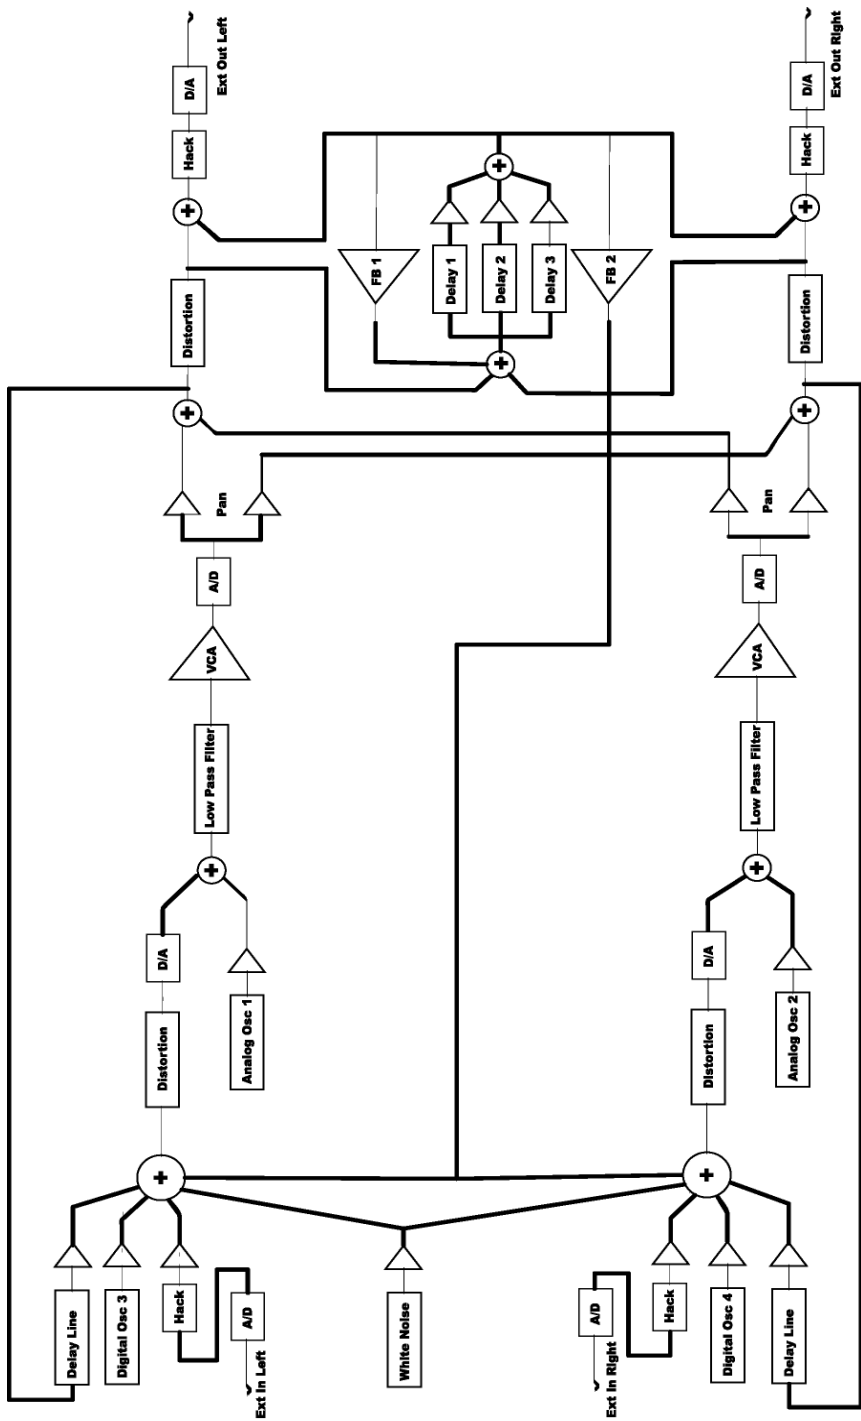 Ext Out Left
Ext Out Right
D/A
D/A
Hack
Hack
+
+
+
FB 1
Delay 1
Delay 2
Delay 3
FB 2
Distortion
Distortion
+
+
+
Pan
Pan
A/D
A/D
VCA
VCA
Low Pass Filter
Low Pass Filter
+
+
D/A
D/A
Distortion
Analog Osc 1
Distortion
Analog Osc 2
+
+
Delay Line
Digital Osc 3
Hack
A/D
Ext In Left
White Noise
A/D
Ext In Right
Hack
Digital Osc 4
Delay Line